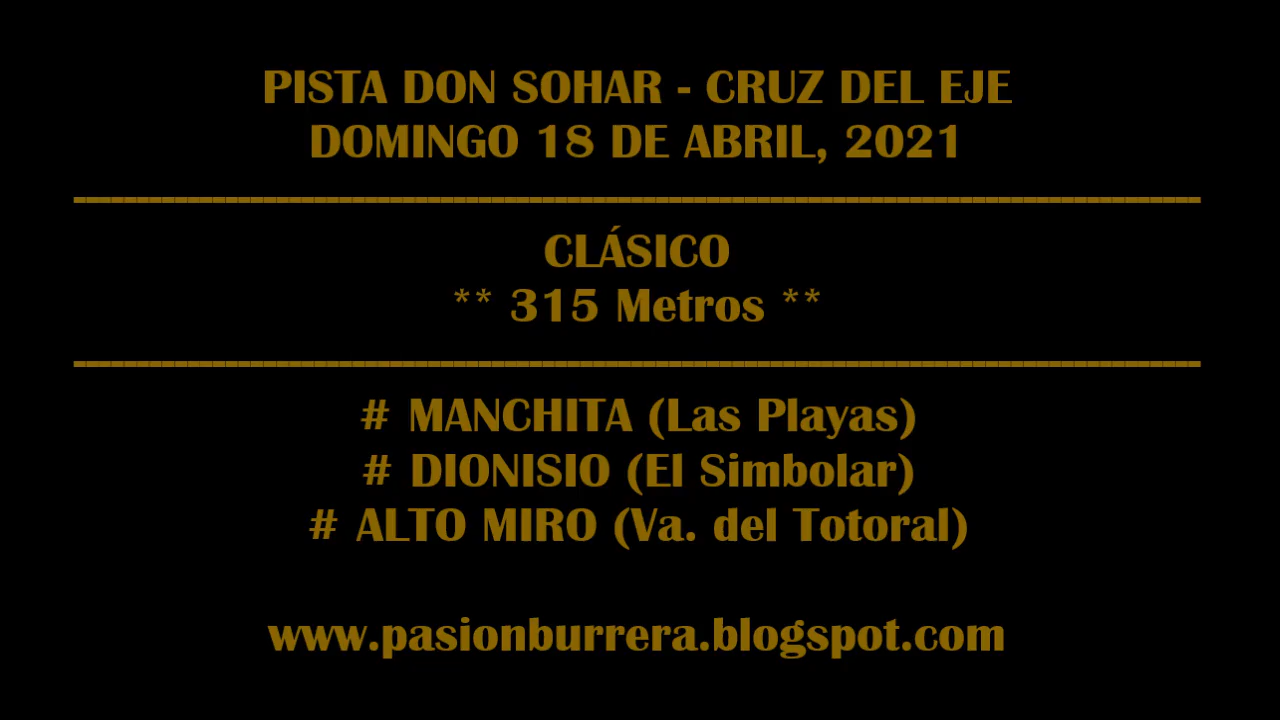 PISTA DON SOHAR - CRUZ DEL EJE
DOMINGO 18 DE ABRIL, 2021
CLÁSICO
** 315 Metros **
# MANCHITA (Las Playas)
# DIONISIO (El Simbolar)
# ALTO MIRO (Va. del Totoral)
www.pasionburrera.blogspot.com